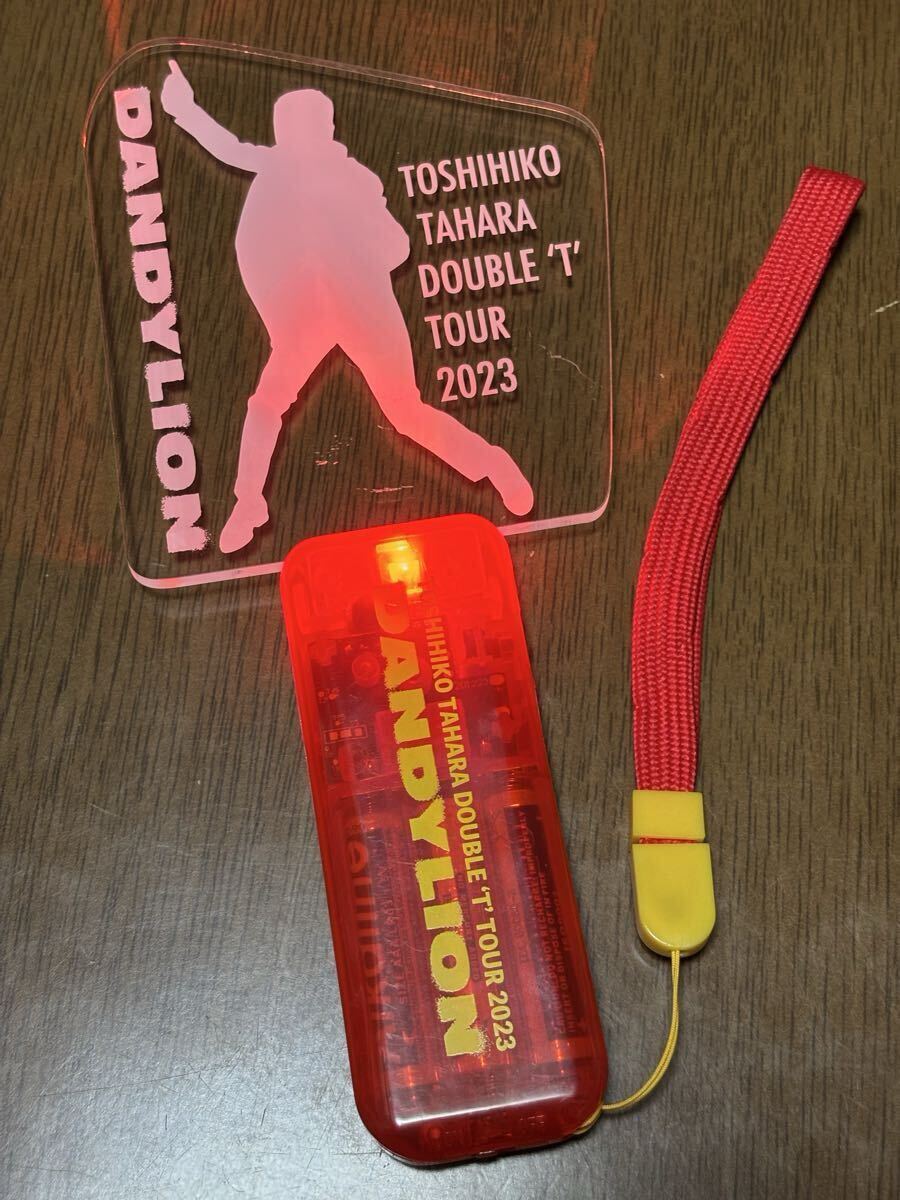 DANDYLION
TOSHIHIKO
TAHARA
DOUBLE 'T'
TOUR
2023
SHIHIKO TAHARA DOUBLE 'T' TOUR 2023
DANDYLION